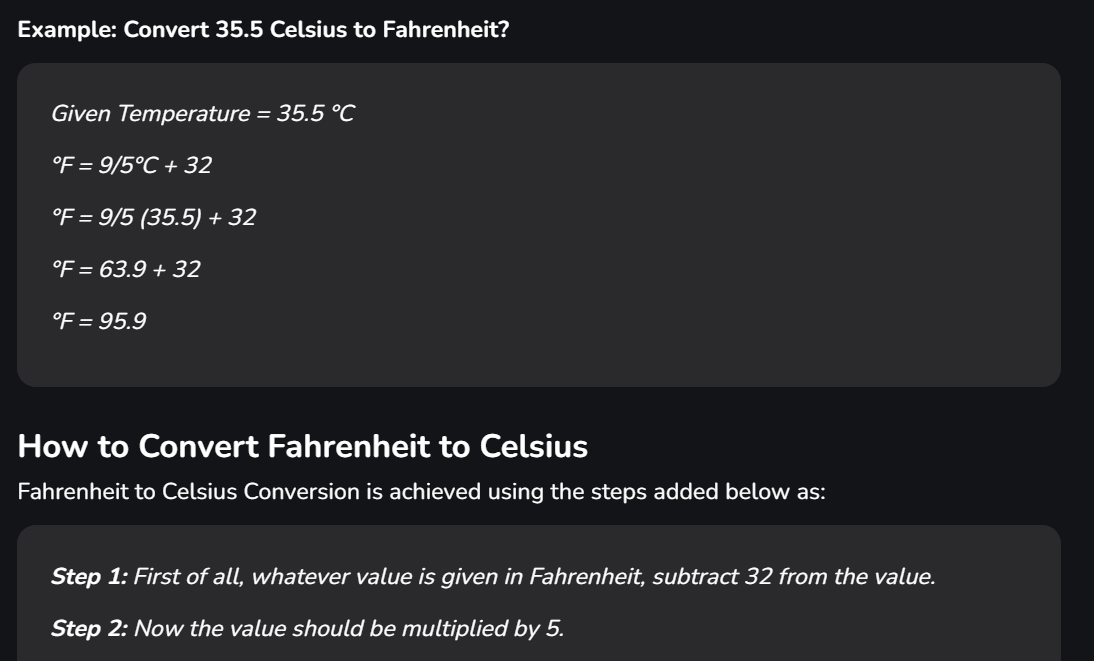 Example: Convert 35.5 Celsius to Fahrenheit?
Given Temperature = 35.5 °C
°F = 9/5°C + 32
°F = 9/5 (35.5) + 32
°F = 63.9 + 32
°F = 95.9
How to Convert Fahrenheit to Celsius
Fahrenheit to Celsius Conversion is achieved using the steps added below as:
Step 1: First of all, whatever value is given in Fahrenheit, subtract 32 from the value.
Step 2: Now the value should be multiplied by 5.